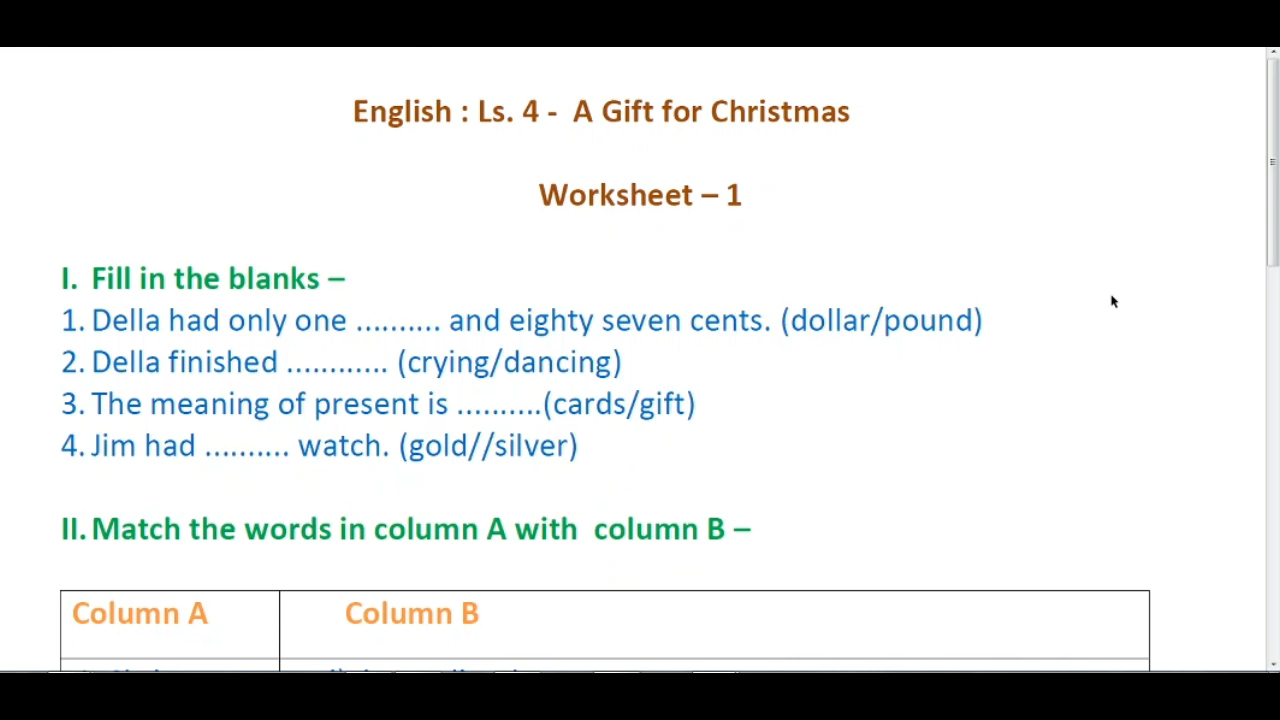 English : Ls. 4 - A Gift for Christmas
Worksheet – 1
I. Fill in the blanks –
1. Della had only one .......... and eighty seven cents. (dollar/pound)
2. Della finished ............ (crying/dancing)
3. The meaning of present is ..........(cards/gift)
4. Jim had .......... watch. (gold//silver)
II. Match the words in column A with column B –
Column A Column B